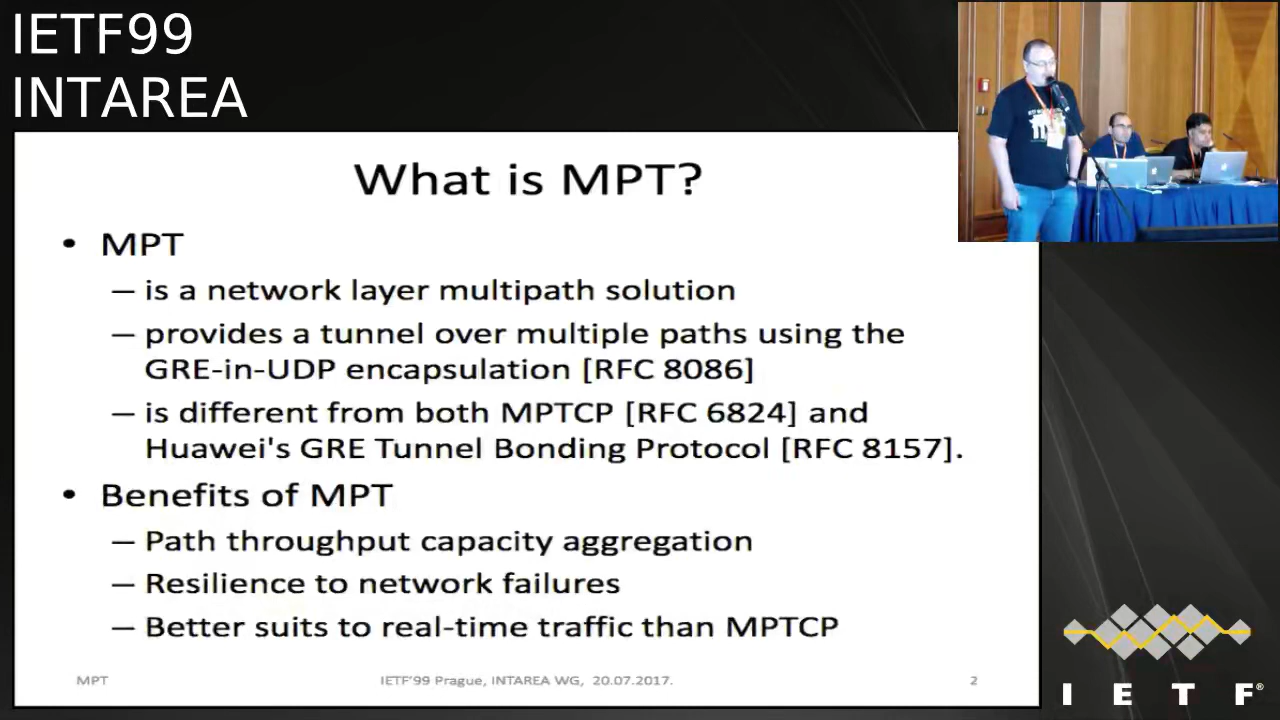 IETF99
INTAREA
What is MPT?
• MPT
– is a network layer multipath solution
– provides a tunnel over multiple paths using the
GRE-in-UDP encapsulation [RFC 8086]
– is different from both MPTCP [RFC 6824] and
Huawei's GRE Tunnel Bonding Protocol [RFC 8157].
• Benefits of MPT
– Path throughput capacity aggregation
– Resilience to network failures
– Better suits to real-time traffic than MPTCP
MPT
IETF'99 Prague, INTAREA WG, 20.07.2017.
2
I E T F®